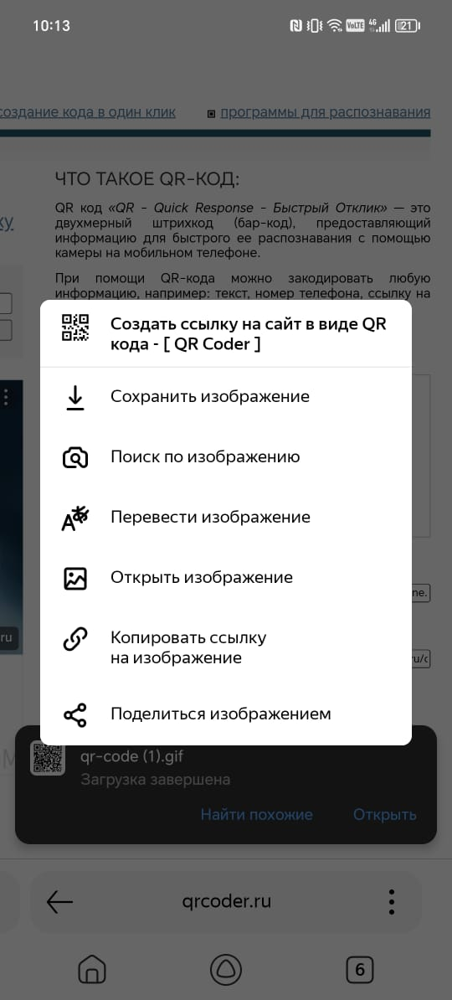 10:13
VoLTE 4G 21
создание кода в один клик программы для распознавания
ЧТО ТАКОЕ QR-КОД:
QR код «QR - Quick Response - Быстрый Отклик» — это
двухмерный штрихкод (бар-код), предоставляющий
информацию для быстрого ее распознавания с помощью
камеры на мобильном телефоне.
При помощи QR-кода можно закодировать любую
информацию, например: текст, номер телефона, ссылку на
Создать ссылку на сайт в виде QR
кода - [ QR Coder ]
Сохранить изображение
Поиск по изображению
Перевести изображение
Открыть изображение
ne.
ru
Копировать ссылку
на изображение
Поделиться изображением
qr-code (1).gif
Загрузка завершена
Найти похожие Открыть
qrcoder.ru
6